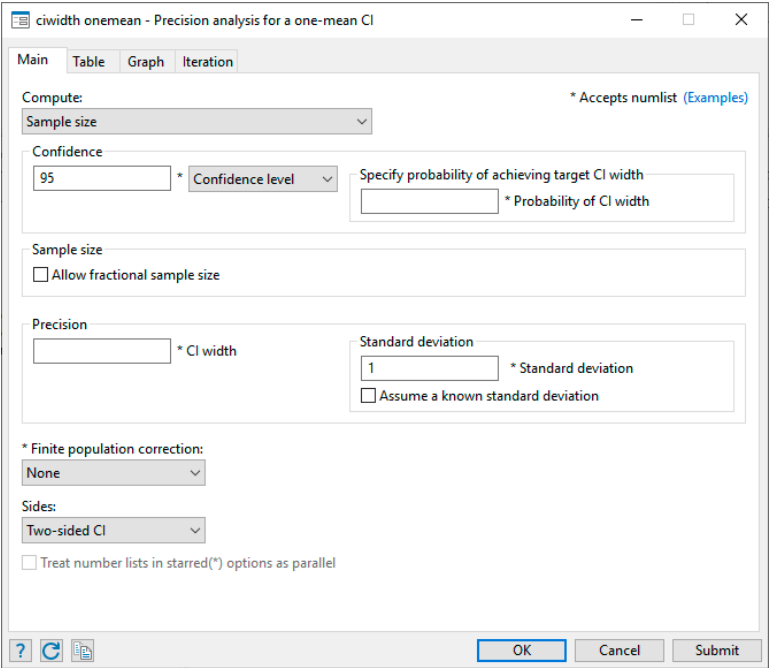 ciwidth onemean - Precision analysis for a one-mean CI
Main Table Graph Iteration
Compute:
* Accepts numlist (Examples)
Sample size
Confidence
95 * Confidence level
Specify probability of achieving target CI width
* Probability of CI width
Sample size
Allow fractional sample size
Precision
* CI width
Standard deviation
1 * Standard deviation
Assume a known standard deviation
* Finite population correction:
None
Sides:
Two-sided CI
Treat number lists in starred(*) options as parallel
? OK Cancel Submit